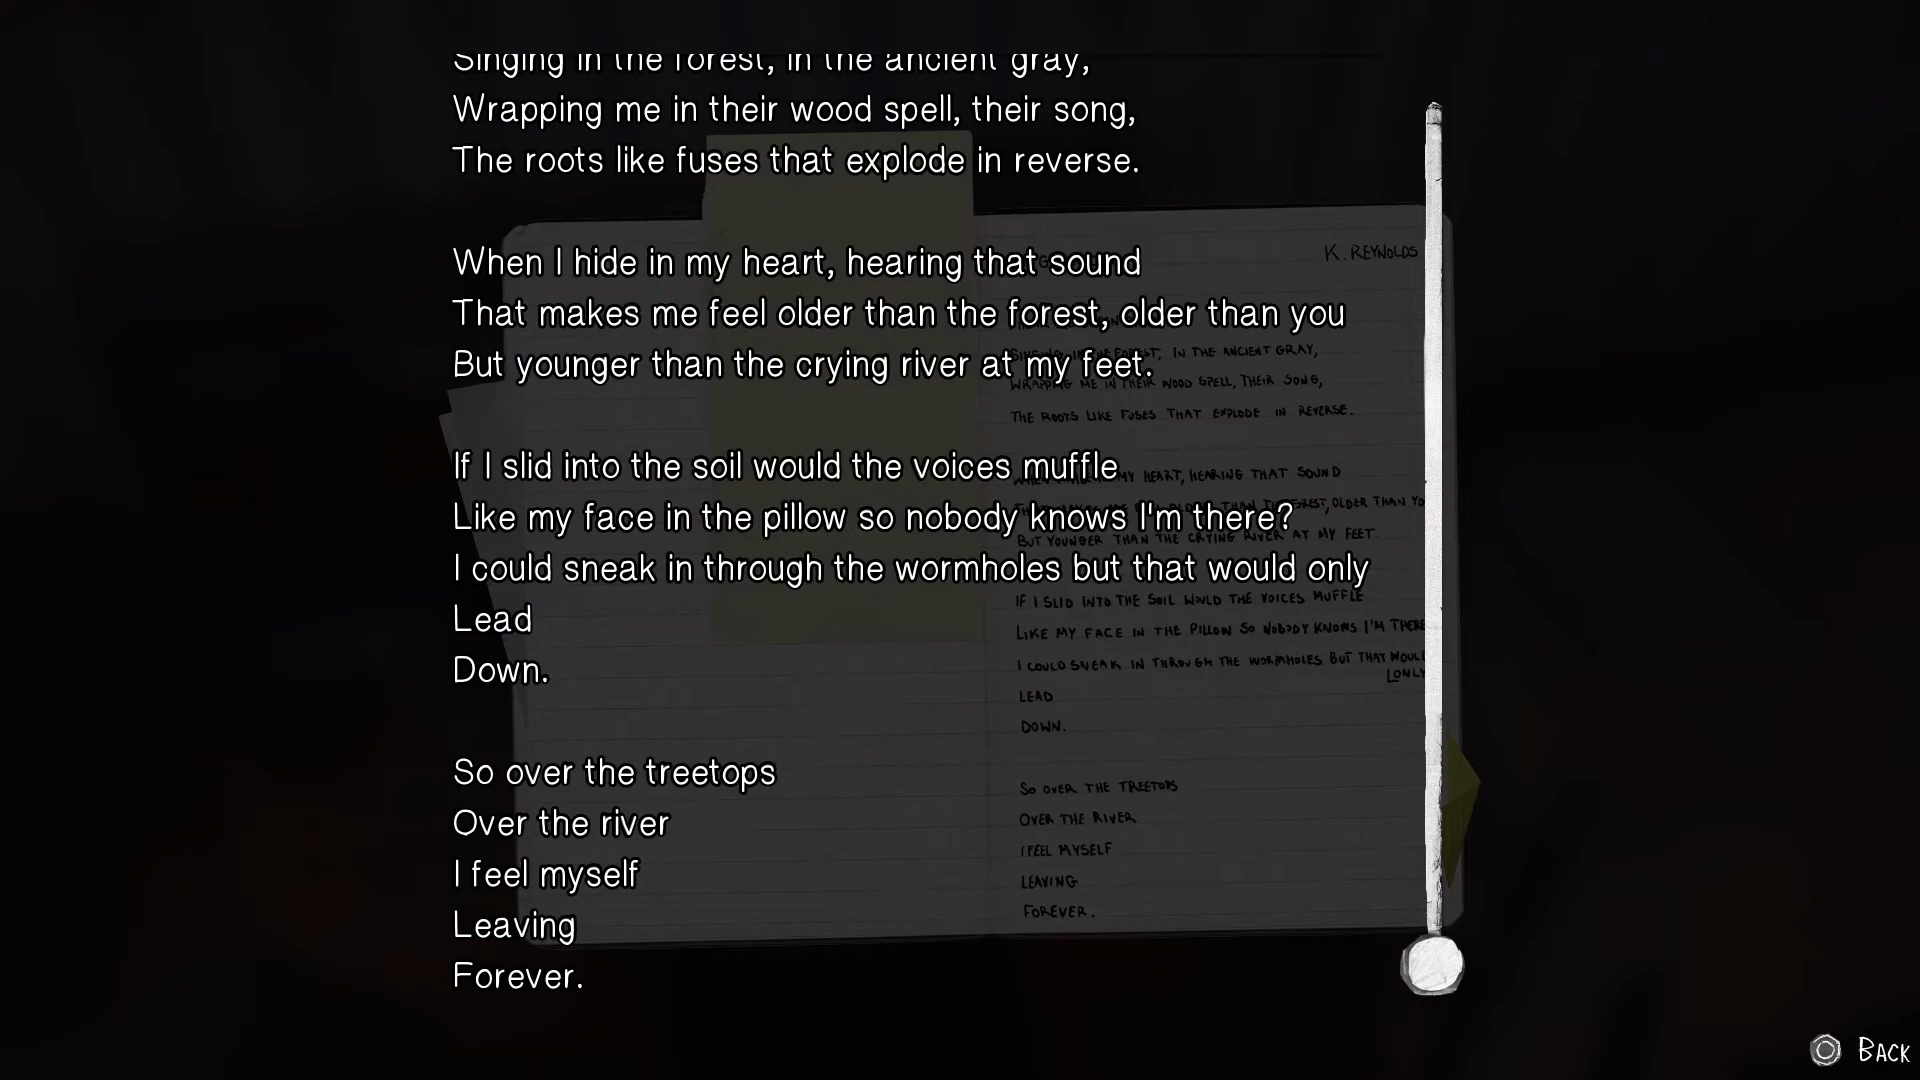 Singing in the forest, in the ancient gray,
Wrapping me in their wood spell, their song,
The roots like fuses that explode in reverse.
When I hide in my heart, hearing that sound
That makes me feel older than the forest, older than you
But younger than the crying river at my feet.
If I slid into the soil would the voices muffle
Like my face in the pillow so nobody knows I'm there?
I could sneak in through the wormholes but that would only
Lead
Down.
So over the treetops
Over the river
I feel myself
Leaving
Forever.
K. REYNOLDS
SINGING IN THE FOREST, IN THE ANCIENT GRAY,
WRAPPING ME IN THEIR WOOD SPELL, THEIR SONG,
THE ROOTS LIKE FUSES THAT EXPLODE IN REVERSE.
MY HEART, HEARING THAT SOUND
OLDER THAN YO
BUT YOUNGER THAN THE CRYING RIVER AT MY FEET
IF I SLID INTO THE SOIL WOULD THE VOICES MUFFLE
LIKE MY FACE IN THE PILLOW SO NOBODY KNOWS I'M THERE
I COULD SNEAK IN THROUGH THE WORMHOLES BUT THAT WOULD
ONLY
LEAD
DOWN.
SO OVER THE TREETOPS
OVER THE RIVER
I FEEL MYSELF
LEAVING
FOREVER.
BACK